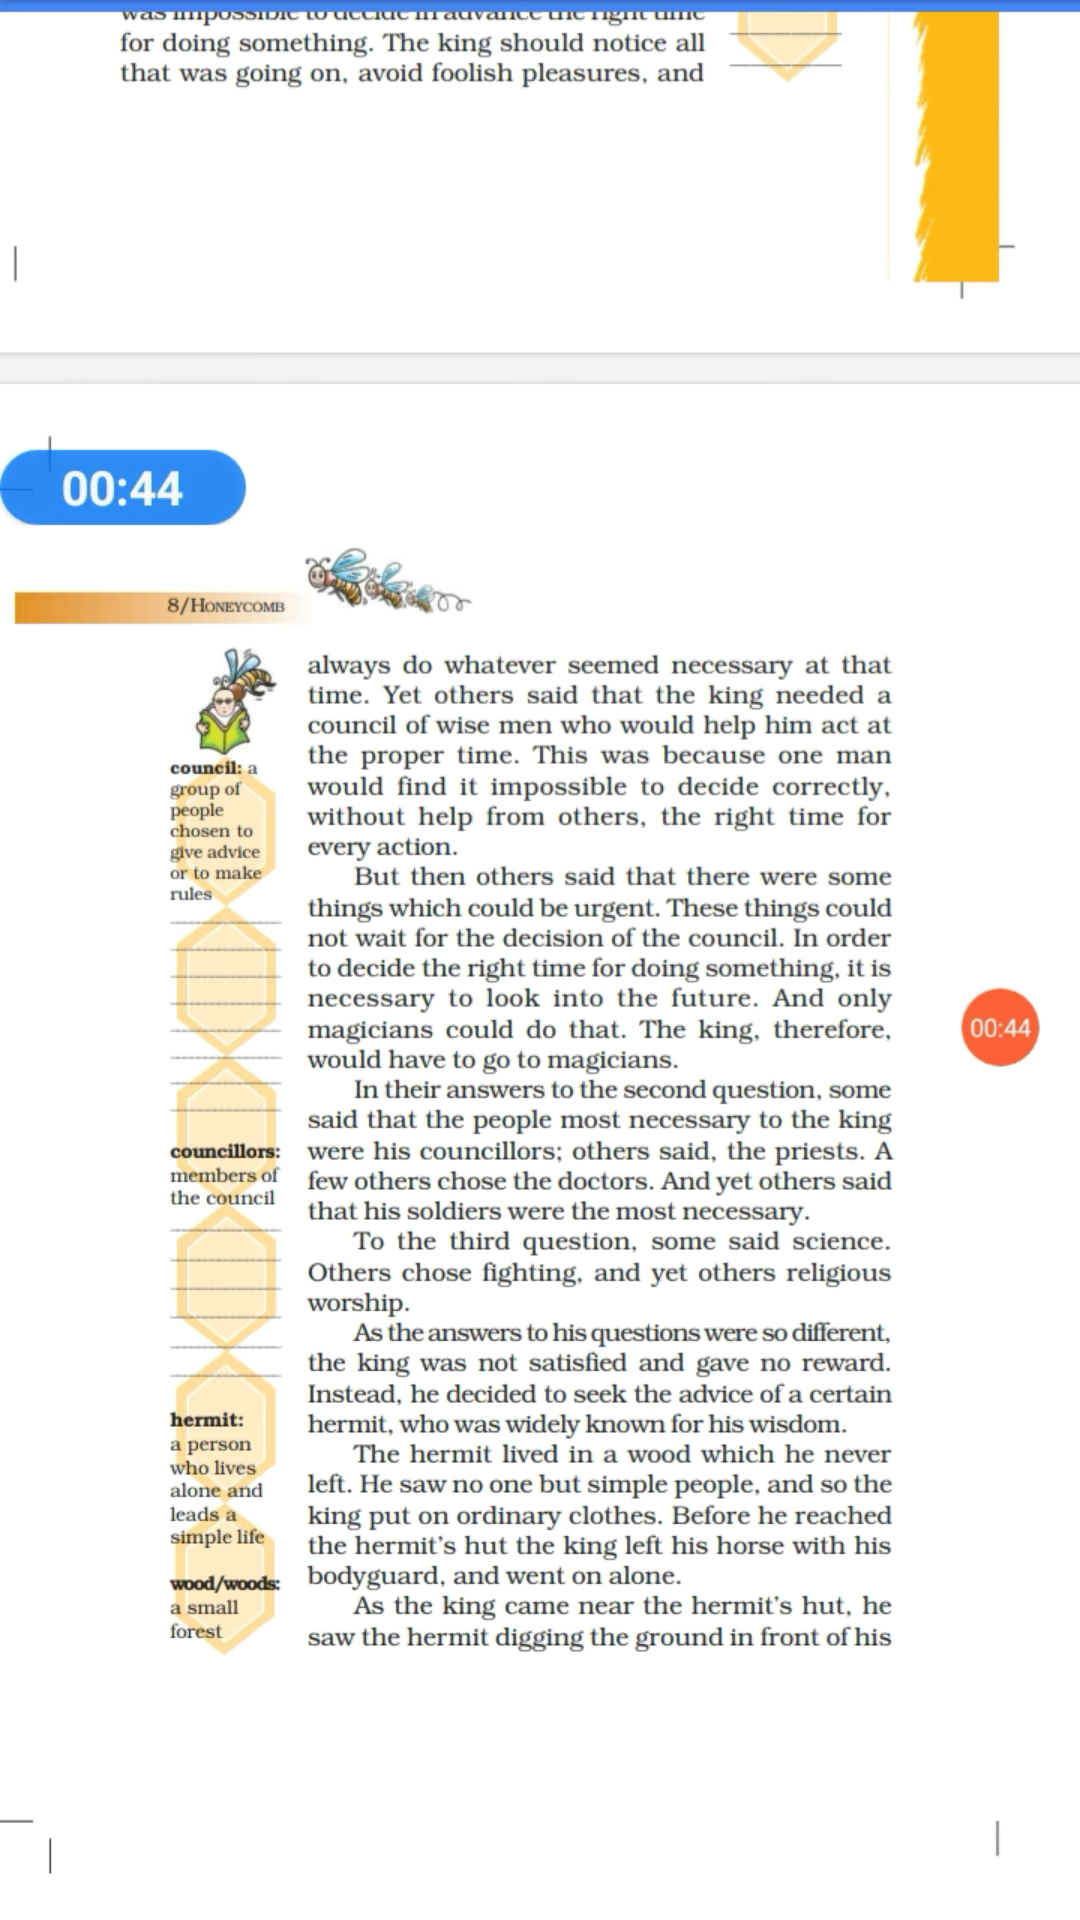 was impossible to decide in advance the right time
for doing something. The king should notice all
that was going on, avoid foolish pleasures, and
00:44
8/HONEYCOMB
always do whatever seemed necessary at that
time. Yet others said that the king needed a
council of wise men who would help him act at
the proper time. This was because one man
would find it impossible to decide correctly,
without help from others, the right time for
every action.
But then others said that there were some
things which could be urgent. These things could
not wait for the decision of the council. In order
to decide the right time for doing something, it is
necessary to look into the future. And only
magicians could do that. The king, therefore,
would have to go to magicians.
In their answers to the second question, some
said that the people most necessary to the king
were his councillors; others said, the priests. A
few others chose the doctors. And yet others said
that his soldiers were the most necessary.
To the third question, some said science.
Others chose fighting, and yet others religious
worship.
As the answers to his questions were so different,
the king was not satisfied and gave no reward.
Instead, he decided to seek the advice of a certain
hermit, who was widely known for his wisdom.
The hermit lived in a wood which he never
left. He saw no one but simple people, and so the
king put on ordinary clothes. Before he reached
the hermit's hut the king left his horse with his
bodyguard, and went on alone.
As the king came near the hermit's hut, he
saw the hermit digging the ground in front of his
council: a
group of
people
chosen to
give advice
or to make
rules
councillors:
members of
the council
hermit:
a person
who lives
alone and
leads a
simple life
wood/woods:
a small
forest
00:44